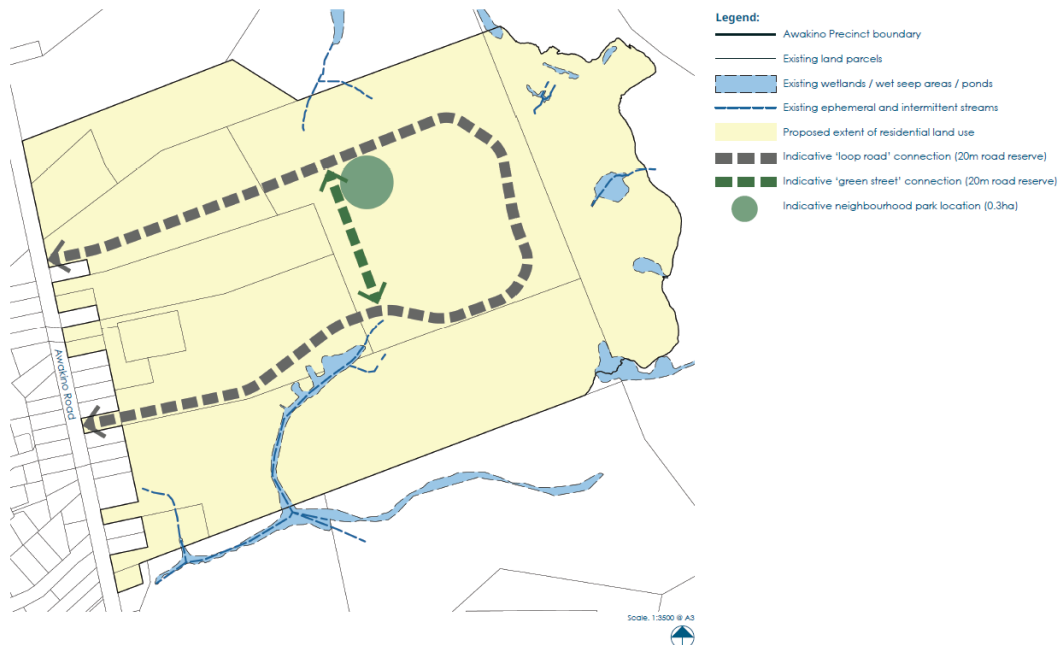 Legend:
Awakino Precinct boundary
Existing land parcels
Existing wetlands / wet seep areas / ponds
Existing ephemeral and intermittent streams
Proposed extent of residential land use
Indicative 'loop road' connection (20m road reserve)
Indicative 'green street' connection (20m road reserve)
Indicative neighbourhood park location (0.3ha)
Awakino Road
Scale. 1:3500 @ A3